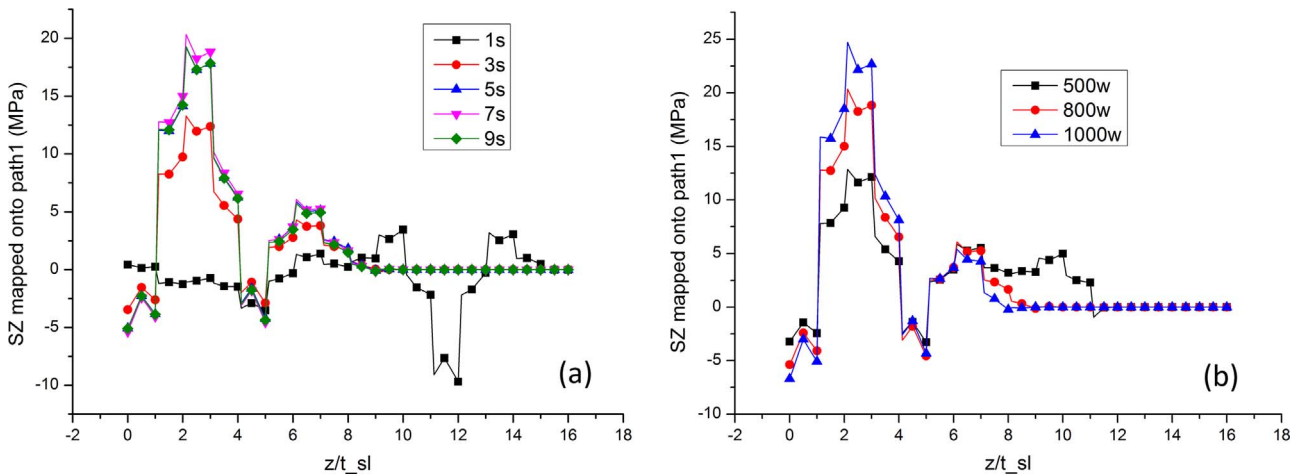 SZ mapped onto path1 (MPa)
20
15
10
5
0
-5
-10
-2 0 2 4 6 8 10 12 14 16 18
z/t_sl
1s
3s
5s
7s
9s
(a)
SZ mapped onto path1 (MPa)
25
20
15
10
5
0
-5
-10
-2 0 2 4 6 8 10 12 14 16 18
z/t_sl
500w
800w
1000w
(b)